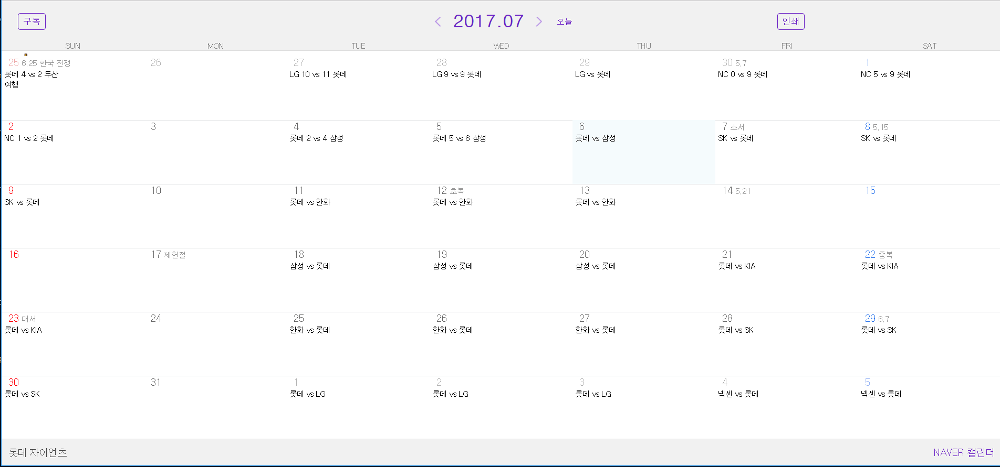 구독 2017.07 오늘 인쇄
SUN MON TUE WED THU FRI SAT
25 6.25 한국 전쟁 26 27 28 29 30 5.7 1
롯데 4 vs 2 두산 LG 10 vs 11 롯데 LG 9 vs 9 롯데 LG vs 롯데 NC 0 vs 9 롯데 NC 5 vs 9 롯데
여행
2 3 4 5 6 7 소서 8 5.15
NC 1 vs 2 롯데 롯데 2 vs 4 삼성 롯데 5 vs 6 삼성 롯데 vs 삼성 SK vs 롯데 SK vs 롯데
9 10 11 12 초복 13 14 5.21 15
SK vs 롯데 롯데 vs 한화 롯데 vs 한화 롯데 vs 한화
16 17 제헌절 18 19 20 21 22 중복
삼성 vs 롯데 삼성 vs 롯데 삼성 vs 롯데 롯데 vs KIA 롯데 vs KIA
23 대서 24 25 26 27 28 29 6.7
롯데 vs KIA 한화 vs 롯데 한화 vs 롯데 한화 vs 롯데 롯데 vs SK 롯데 vs SK
30 31 1 2 3 4 5
롯데 vs SK 롯데 vs LG 롯데 vs LG 롯데 vs LG 넥센 vs 롯데 넥센 vs 롯데
롯데 자이언츠 NAVER 캘린더